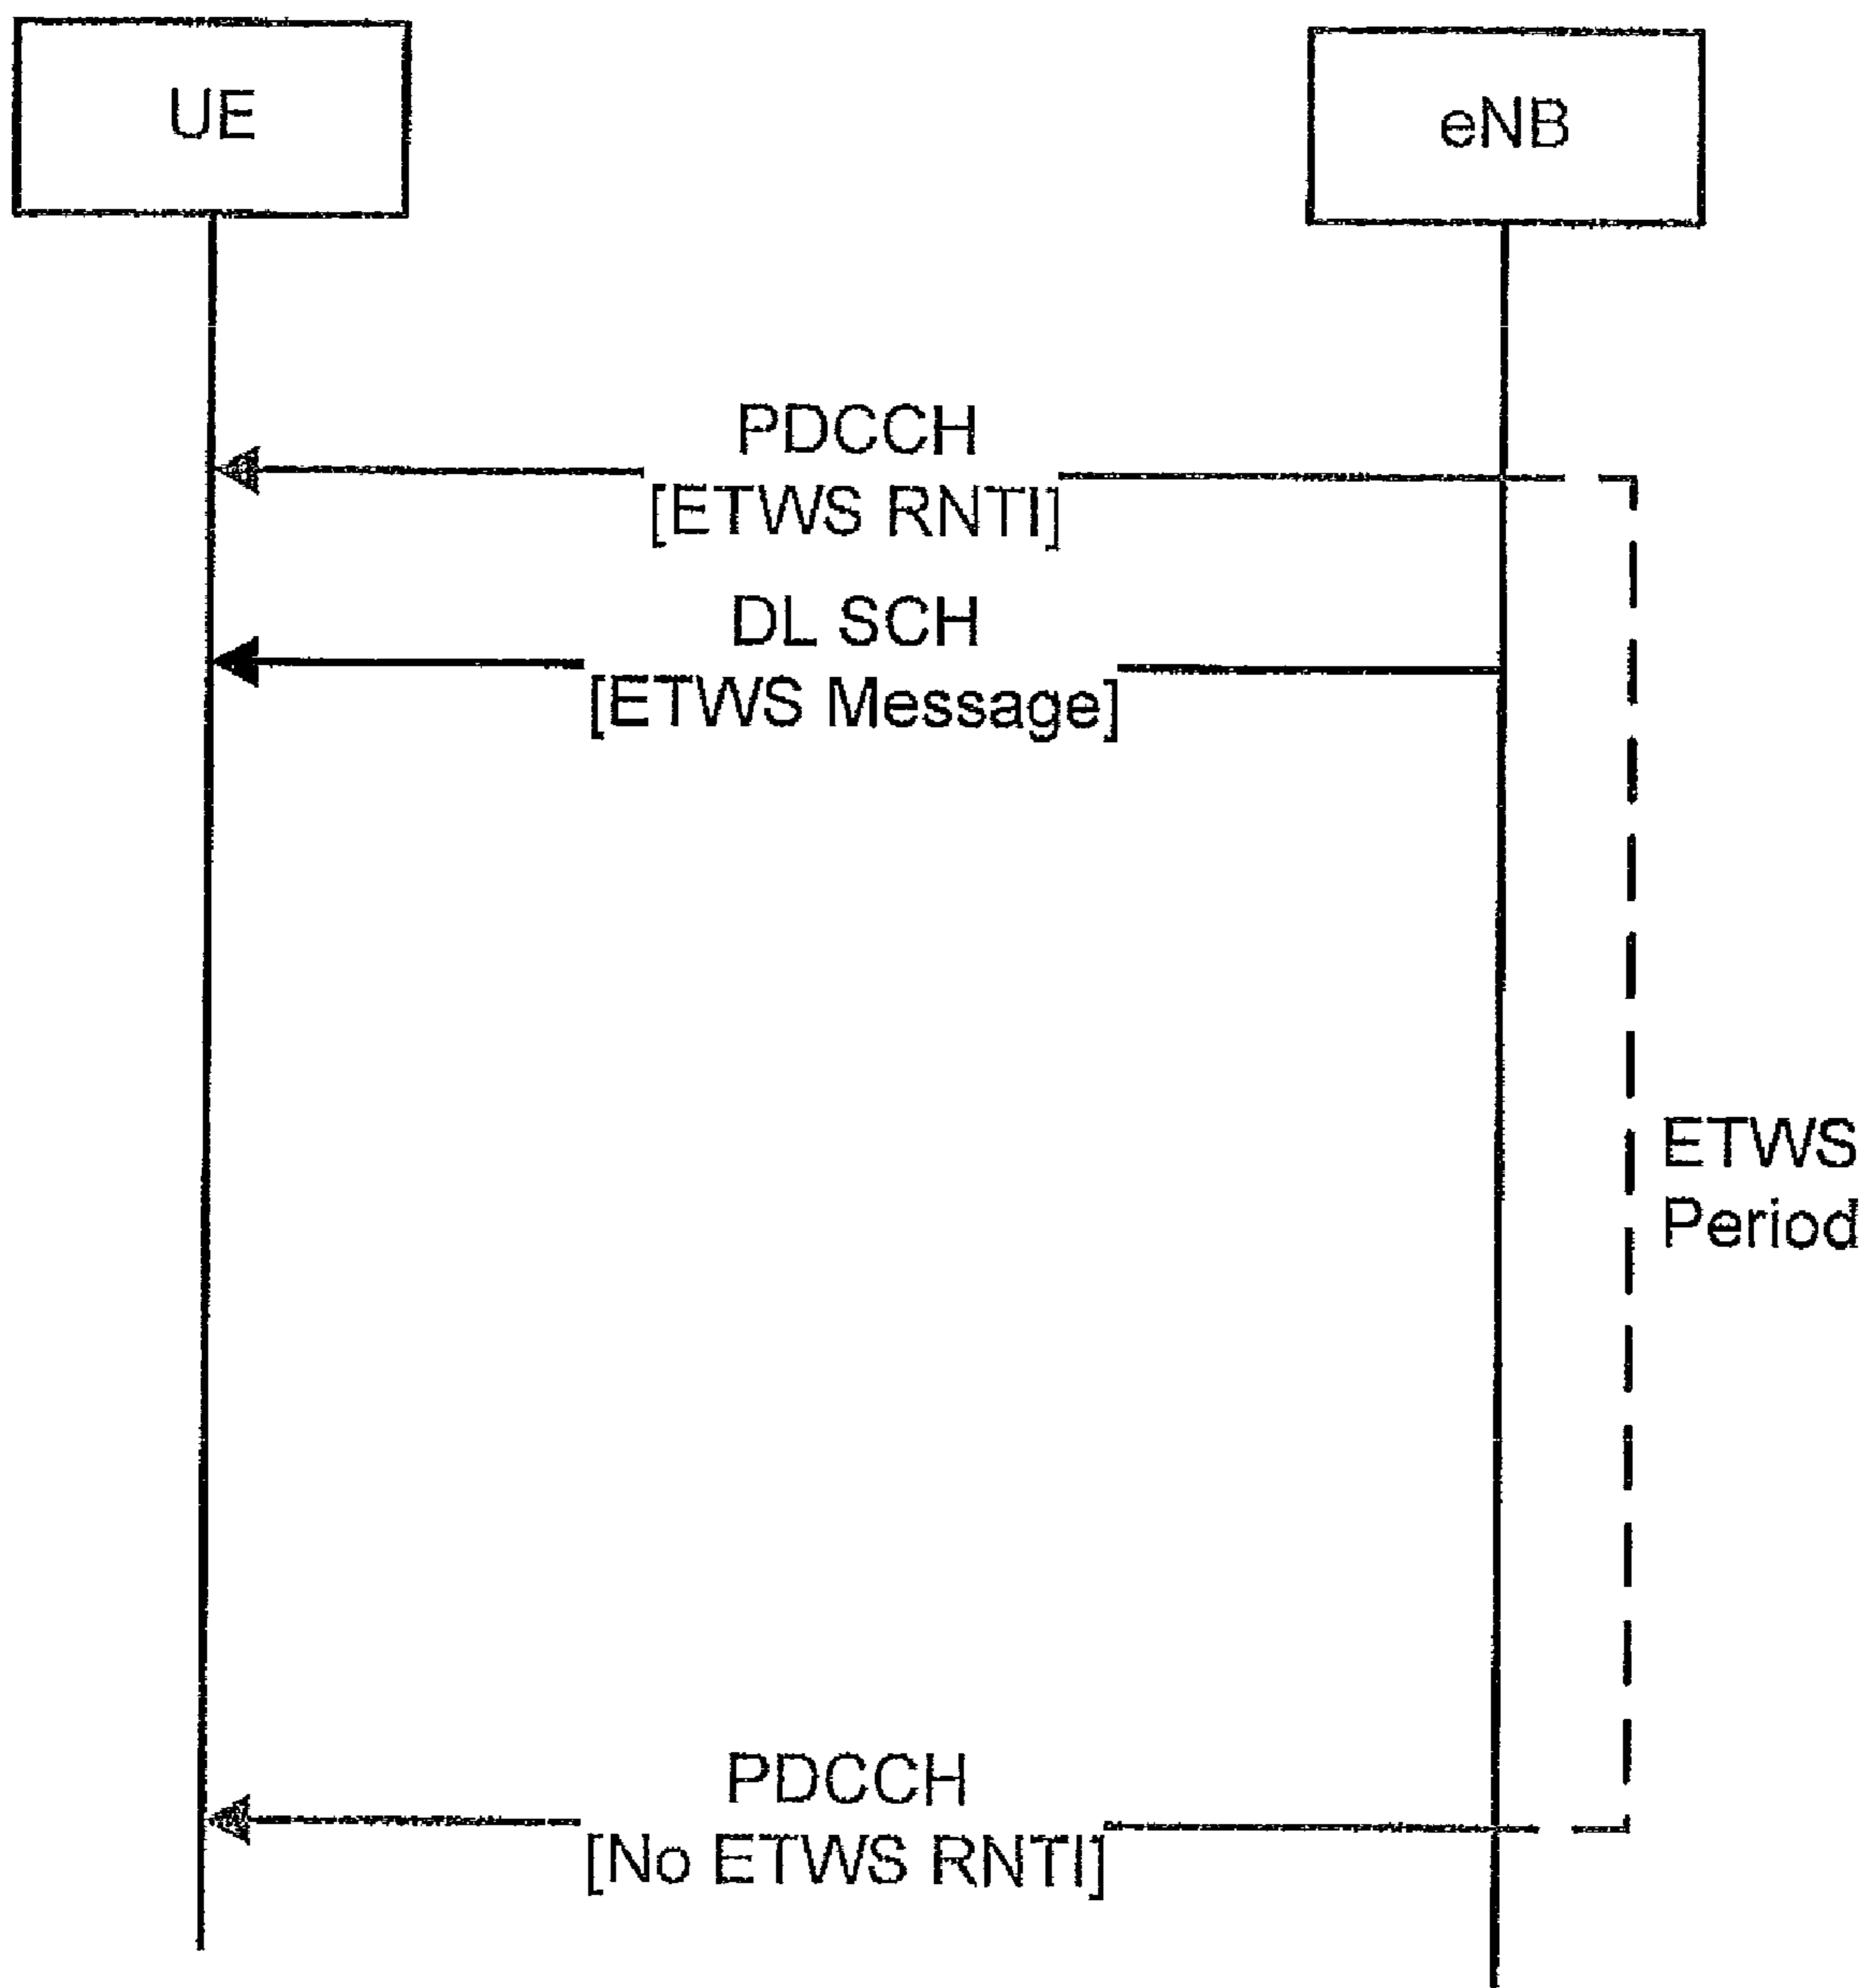 UE
eNB
PDCCH
[ETWS RNTI]
DL SCH
[ETWS Message]
ETWS
Period
PDCCH
[No ETWS RNTI]